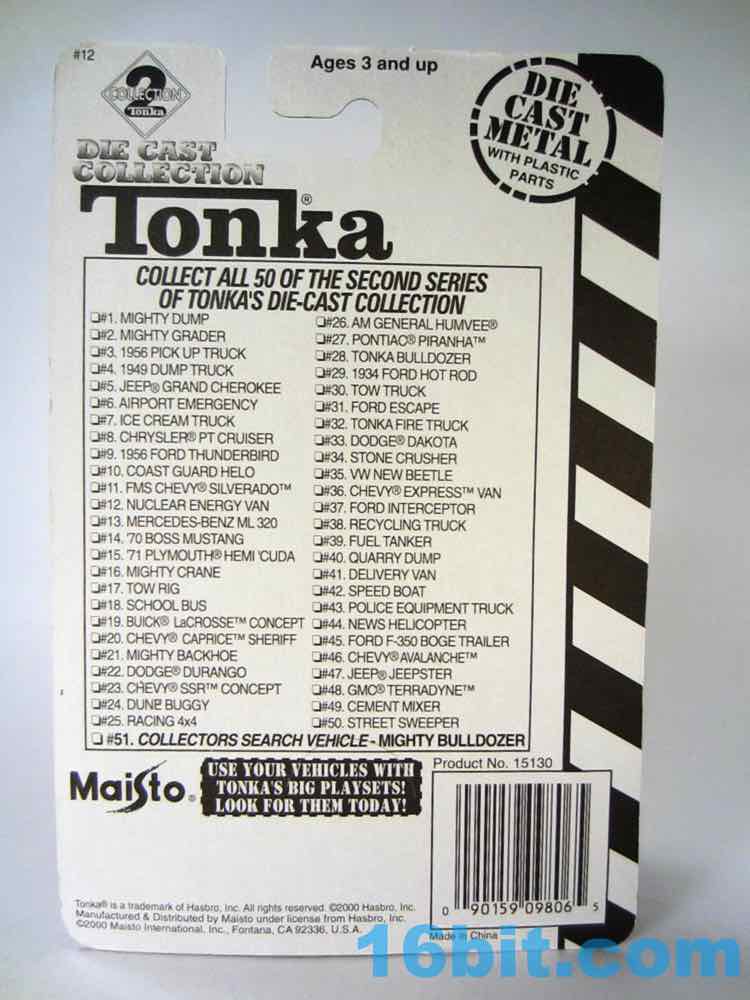 #12
Ages 3 and up
2
COLLECTION
Tonka
DIE CAST
METAL
WITH PLASTIC
PARTS
DIE CAST
COLLECTION
Tonka®
COLLECT ALL 50 OF THE SECOND SERIES
OF TONKA'S DIE-CAST COLLECTION
❏#1. MIGHTY DUMP
❏#2. MIGHTY GRADER
❏#3. 1956 PICK UP TRUCK
❏#4. 1949 DUMP TRUCK
❏#5. JEEP® GRAND CHEROKEE
❏#6. AIRPORT EMERGENCY
❏#7. ICE CREAM TRUCK
❏#8. CHRYSLER® PT CRUISER
❏#9. 1956 FORD THUNDERBIRD
❏#10. COAST GUARD HELO
❏#11. FMS CHEVY® SILVERADO™
❏#12. NUCLEAR ENERGY VAN
❏#13. MERCEDES-BENZ ML 320
❏#14. '70 BOSS MUSTANG
❏#15. '71 PLYMOUTH® HEMI 'CUDA
❏#16. MIGHTY CRANE
❏#17. TOW RIG
❏#18. SCHOOL BUS
❏#19. BUICK® LaCROSSE™ CONCEPT
❏#20. CHEVY® CAPRICE™ SHERIFF
❏#21. MIGHTY BACKHOE
❏#22. DODGE® DURANGO
❏#23. CHEVY® SSR™ CONCEPT
❏#24. DUNE BUGGY
❏#25. RACING 4x4
❏#26. AM GENERAL HUMVEE®
❏#27. PONTIAC® PIRANHA™
❏#28. TONKA BULLDOZER
❏#29. 1934 FORD HOT ROD
❏#30. TOW TRUCK
❏#31. FORD ESCAPE
❏#32. TONKA FIRE TRUCK
❏#33. DODGE® DAKOTA
❏#34. STONE CRUSHER
❏#35. VW NEW BEETLE
❏#36. CHEVY® EXPRESS™ VAN
❏#37. FORD INTERCEPTOR
❏#38. RECYCLING TRUCK
❏#39. FUEL TANKER
❏#40. QUARRY DUMP
❏#41. DELIVERY VAN
❏#42. SPEED BOAT
❏#43. POLICE EQUIPMENT TRUCK
❏#44. NEWS HELICOPTER
❏#45. FORD F-350 BOGE TRAILER
❏#46. CHEVY® AVALANCHE™
❏#47. JEEP® JEEPSTER
❏#48. GMC® TERRADYNE™
❏#49. CEMENT MIXER
❏#50. STREET SWEEPER
❏ #51. COLLECTORS SEARCH VEHICLE - MIGHTY BULLDOZER
Maisto®
USE YOUR VEHICLES WITH
TONKA'S BIG PLAYSETS!
LOOK FOR THEM TODAY!
Product No. 15130
0 90159 09806 5
Made in China
Tonka® is a trademark of Hasbro, Inc. All rights reserved. ©2000 Hasbro, Inc.
Manufactured & Distributed by Maisto under license from Hasbro, Inc.
©2000 Maisto International, Inc., Fontana, CA 92336, U.S.A.
16bit.com